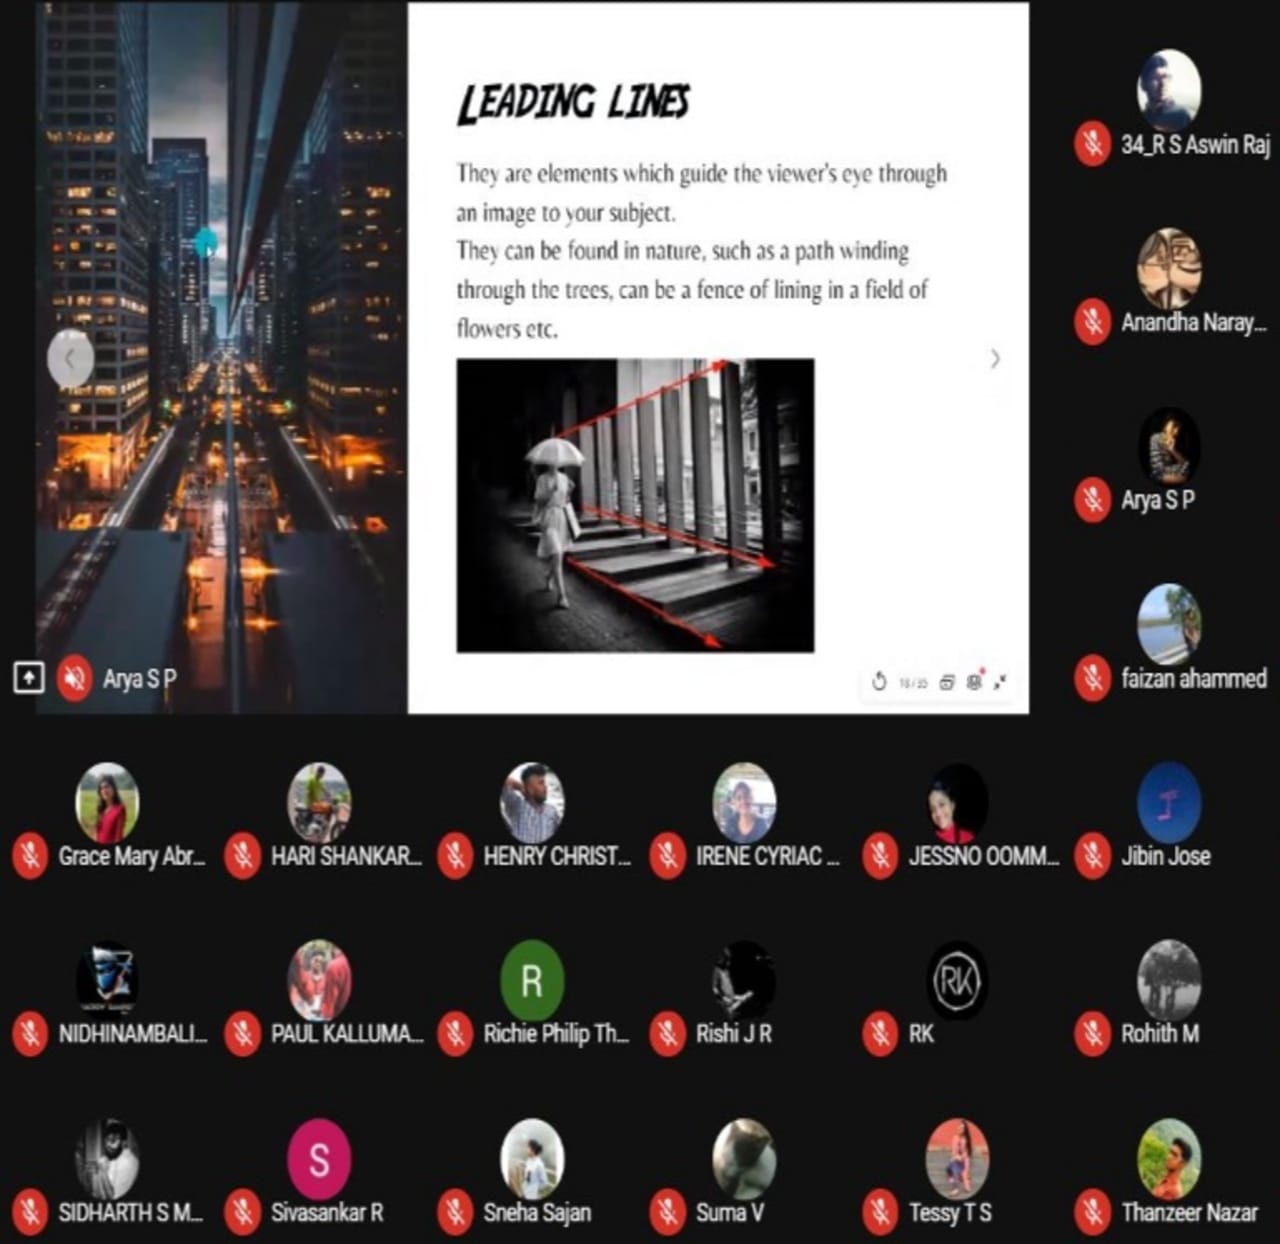 LEADING LINES
They are elements which guide the viewer's eye through
an image to your subject.
They can be found in nature, such as a path winding
through the trees, can be a fence of lining in a field of
flowers etc.
Arya S P
34_R S Aswin Raj
Anandha Naray...
Arya S P
faizan ahammed
Grace Mary Abr...
HARI SHANKAR...
HENRY CHRIST...
IRENE CYRIAC ...
JESSNO OOMM...
J
Jibin Jose
NIDHINAMBALI...
PAUL KALLUMA...
R
Richie Philip Th...
Rishi J R
RK
RK
Rohith M
SIDHARTH S M...
S
Sivasankar R
Sneha Sajan
Suma V
Tessy T S
Thanzeer Nazar